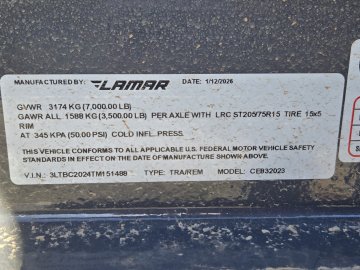 MANUFACTURED BY: LAMAR DATE: 1/12/2026
GVWR 3174 KG (7,000.00 LB)
GAWR ALL 1588 KG (3,500.00 LB) PER AXLE WITH LRC ST205/75R15 TIRE 15x5
RIM
AT 345 KPA (50.00 PSI) COLD INFL. PRESS.
THIS VEHICLE CONFORMS TO ALL APPLICABLE U.S. FEDERAL MOTOR VEHICLE SAFETY
STANDARDS IN EFFECT ON THE DATE OF MANUFACTURE SHOWN ABOVE.
V.I.N.: 3LTBC2024TM151488 TYPE: TRA/REM MODEL: CE832023